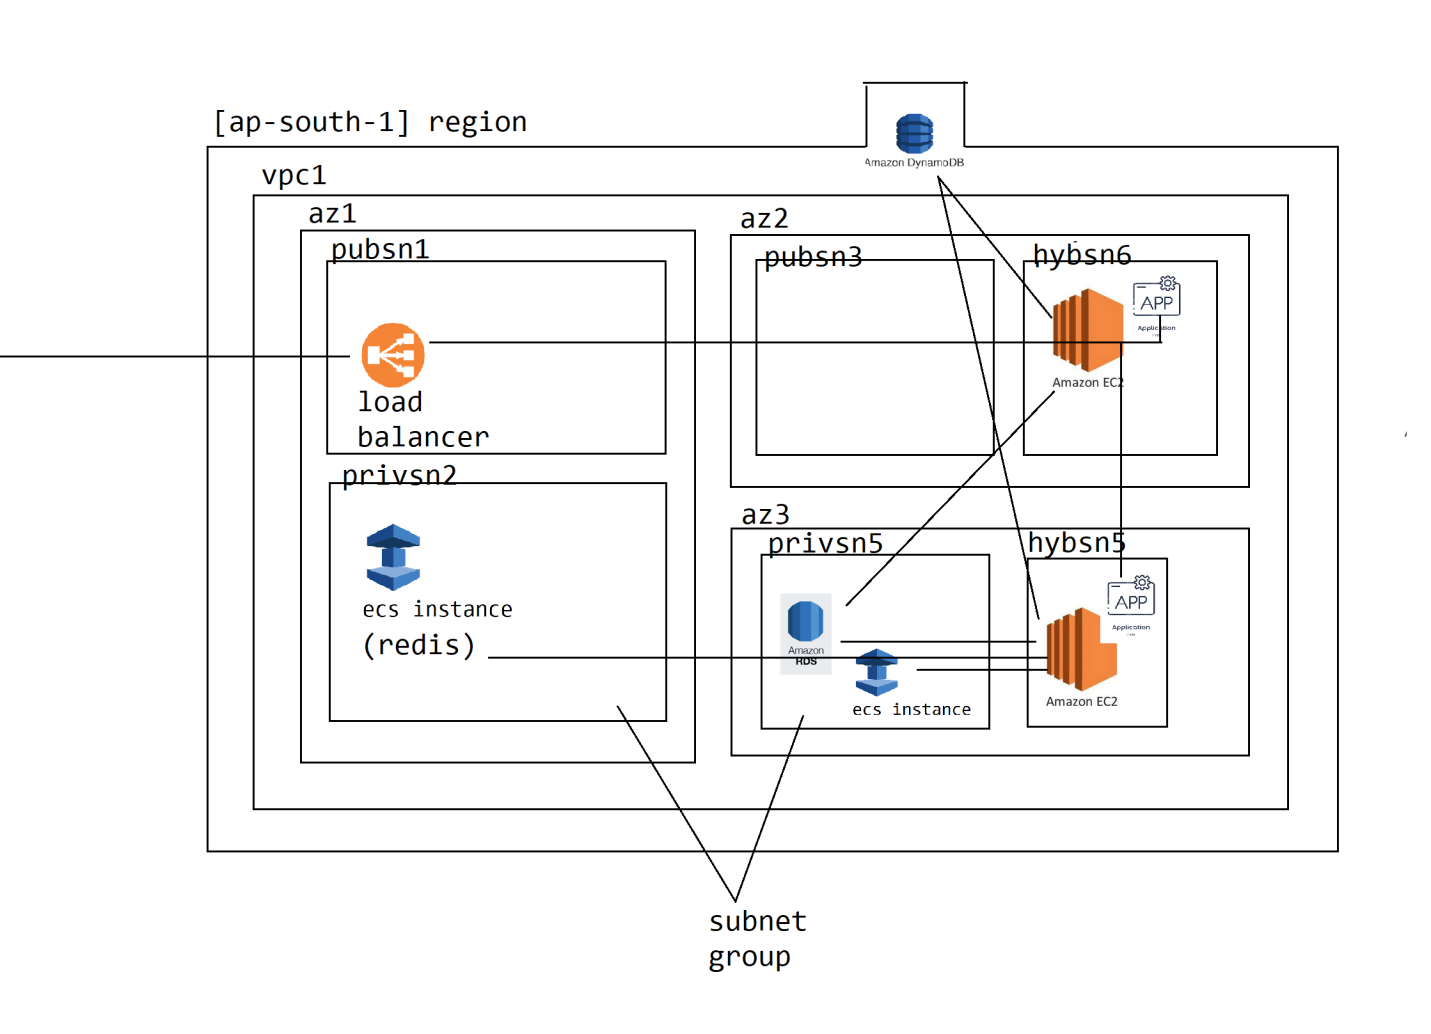 [ap-south-1] region
Amazon DynamoDB
vpc1
az1
az2
pubsn1
pubsn3
hybsn6
APP
Application
Amazon EC2
load
balancer
privsn2
az3
privsn5
hybsn5
ecs instance
(redis)
Amazon
RDS
ecs instance
APP
Application
Amazon EC2
subnet
group